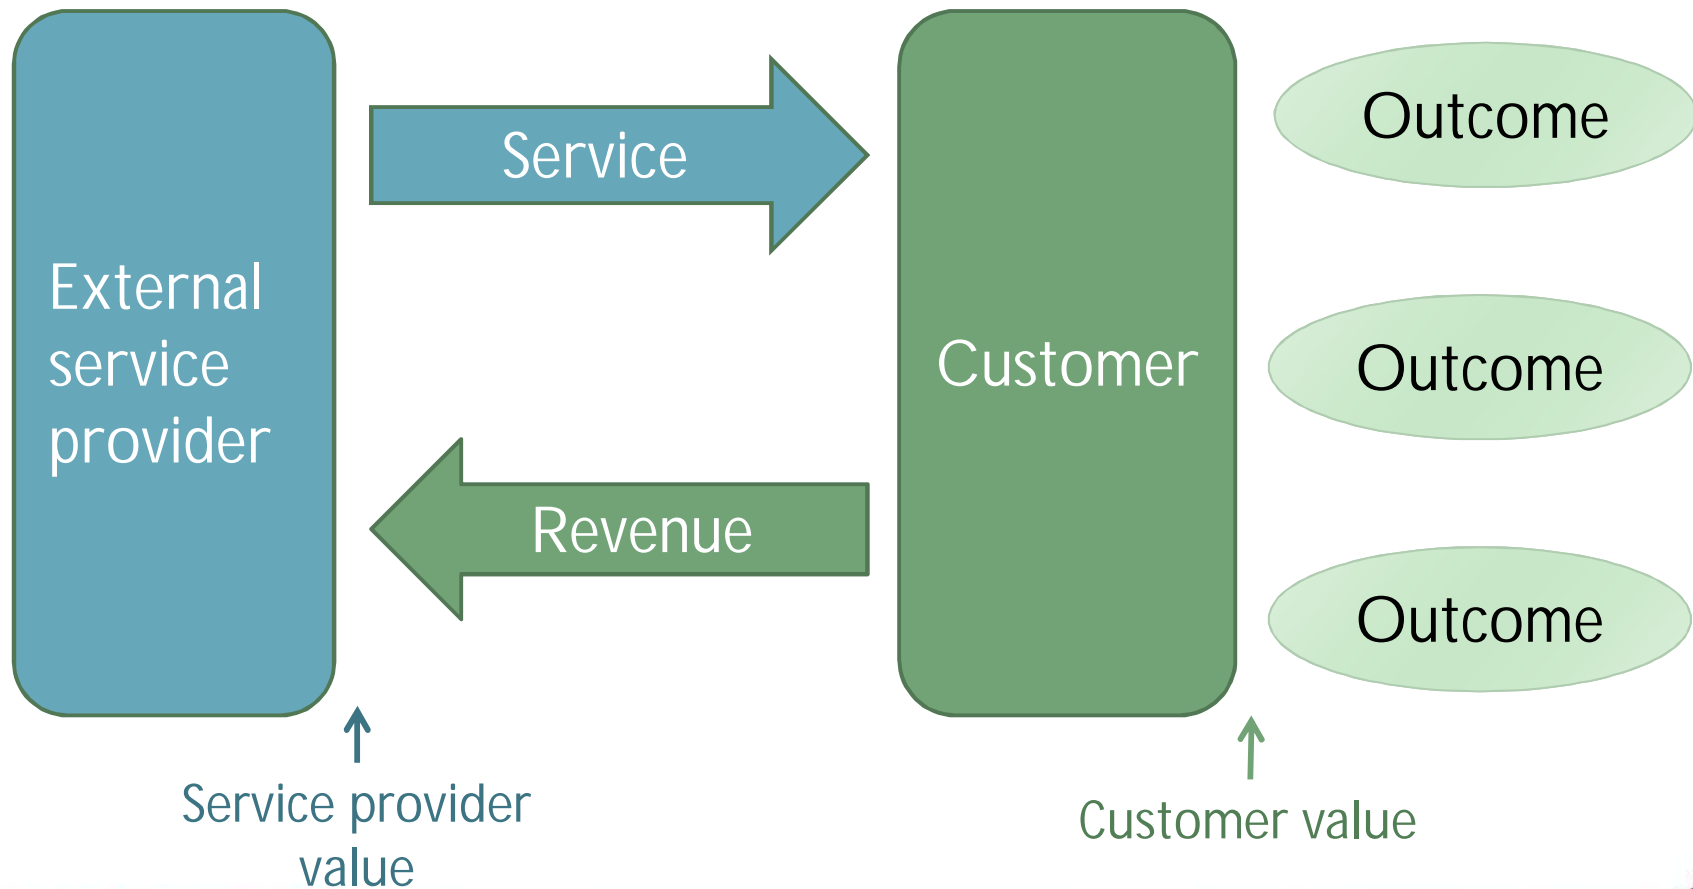 External
service
provider
Service
Revenue
Customer
Outcome
Outcome
Outcome
Service provider
value
Customer value